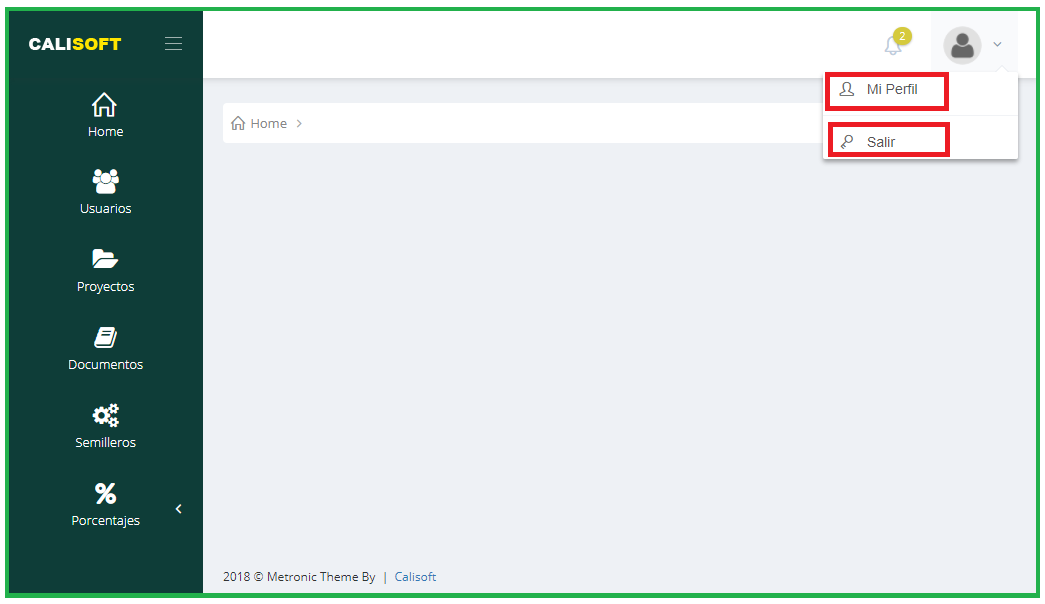 CALISOFT
2
Mi Perfil
Salir
Home
Home
Usuarios
Proyectos
Documentos
Semilleros
Porcentajes
2018 © Metronic Theme By | Calisoft